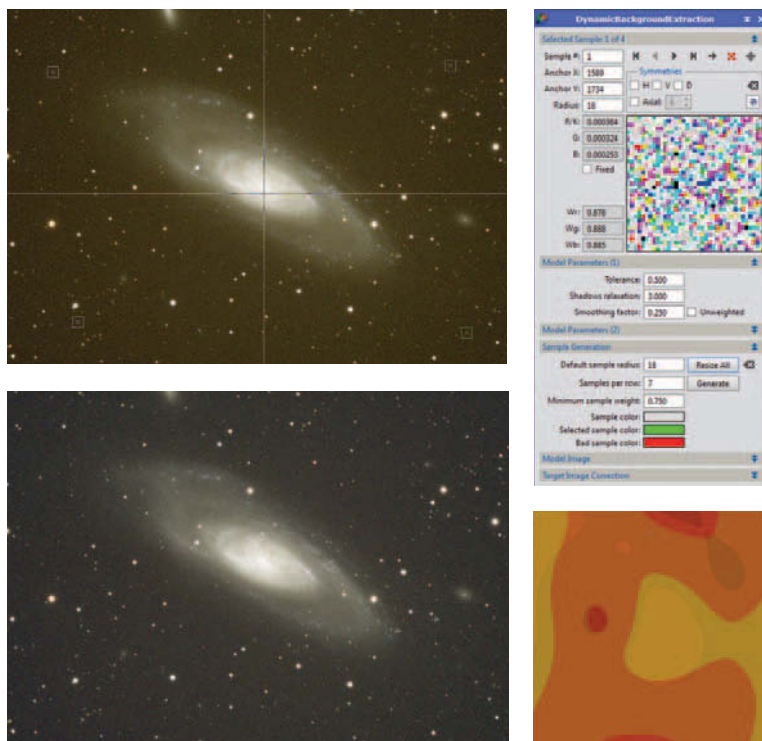 DynamicBackgroundExtraction
Selected Sample 1 of 4
Sample #: 1
Anchor X: 1589
Symmetries
Anchor Y: 1734
H V D
Radius: 18
Axial: 6
R/K: 0.000364
G: 0.000324
B: 0.000253
Fixed
Wr: 0.878
Wg: 0.888
Wb: 0.885
Model Parameters (1)
Tolerance: 0.500
Shadows relaxation: 3.000
Smoothing factor: 0.250 Unweighted
Model Parameters (2)
Sample Generation
Default sample radius: 18 Resize All
Samples per row: 7 Generate
Minimum sample weight: 0.750
Sample color:
Selected sample color:
Bad sample color:
Model Image
Target Image Correction